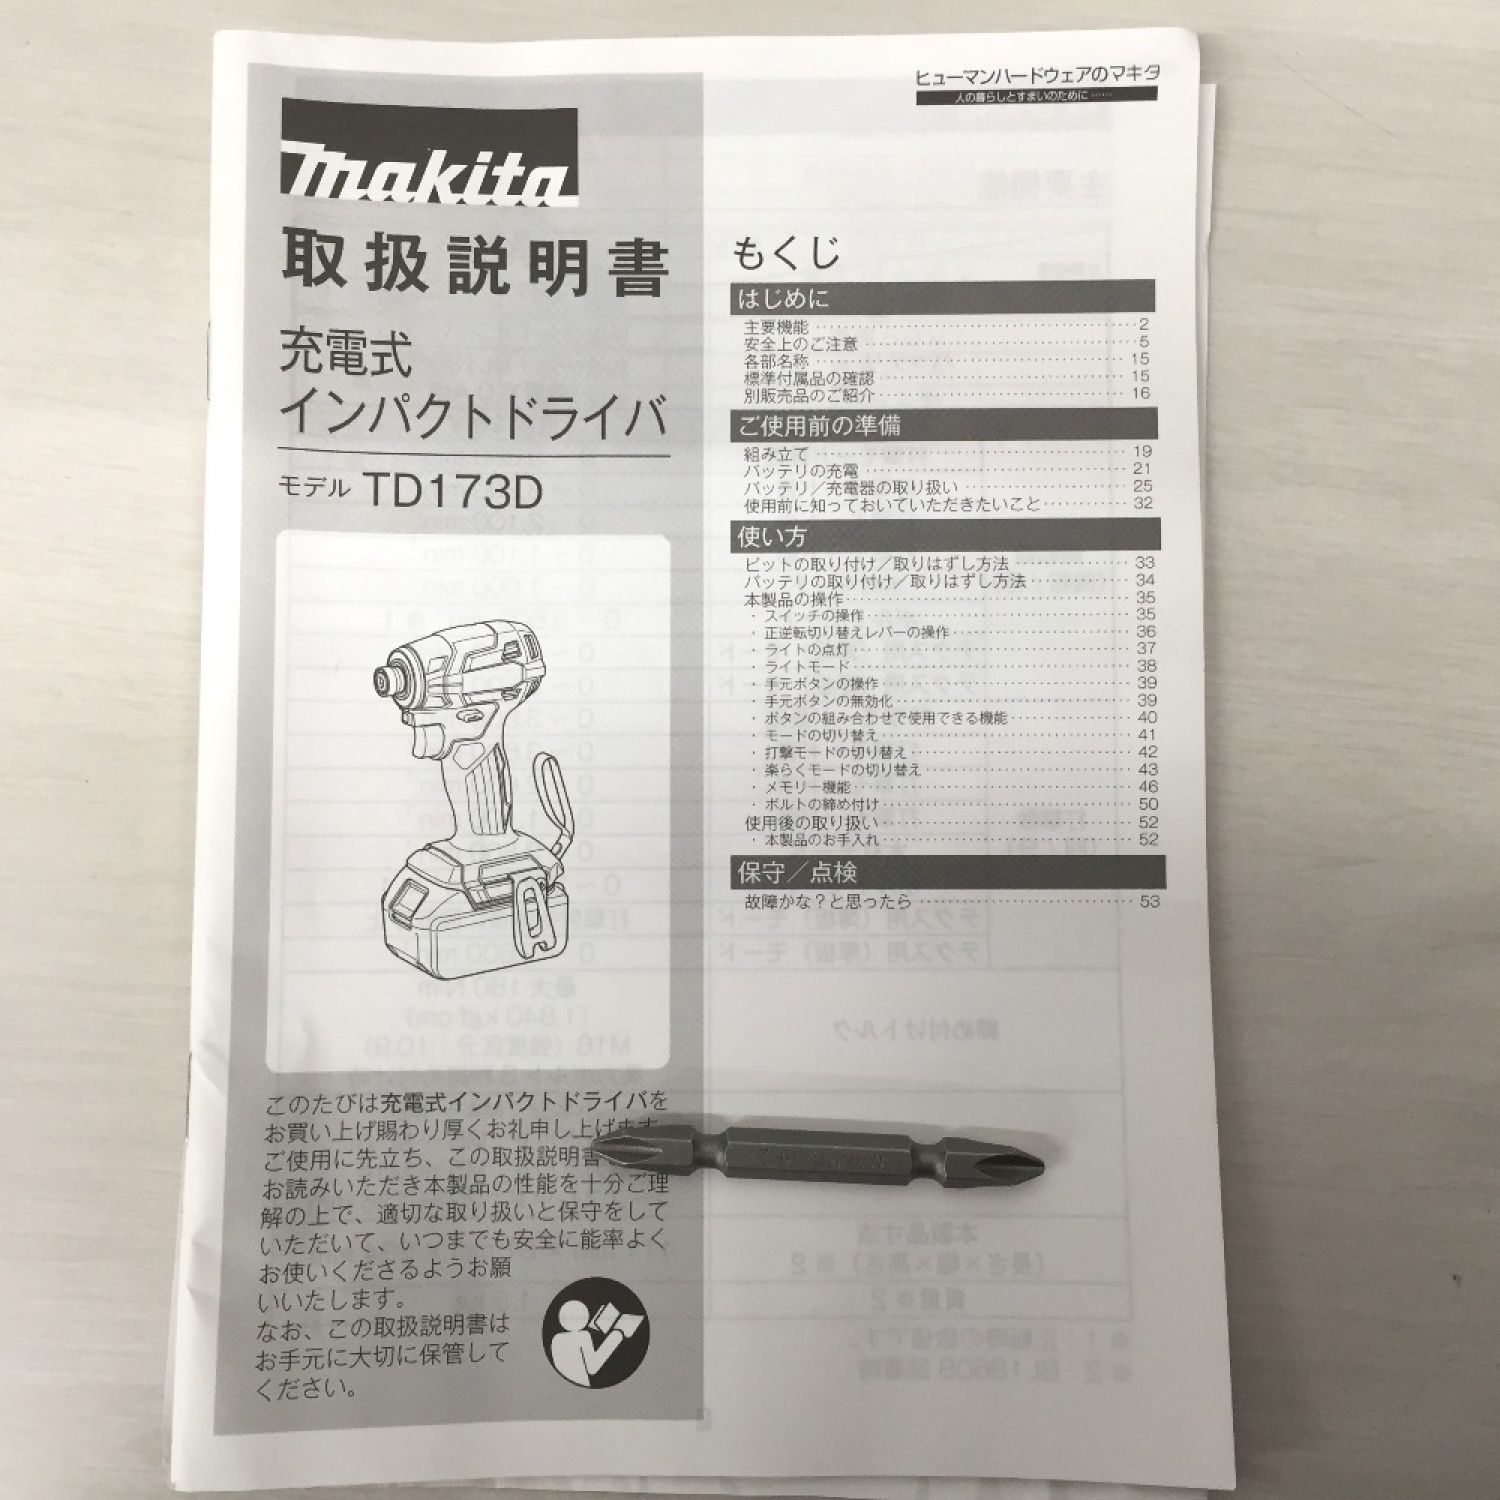 ヒューマンハードウェアのマキタ
人の暮らしとすまいのために……
makita
取扱説明書
充電式
インパクトドライバ
モデル TD173D
このたびは充電式インパクトドライバを
お買い上げ賜わり厚くお礼申し上げます。
ご使用に先立ち、この取扱説明書
お読みいただき本製品の性能を十分ご理
解の上で、適切な取り扱いと保守をして
いただいて、いつまでも安全に能率よく
お使いくださるようお願
いいたします。
なお、この取扱説明書は
お手元に大切に保管して
ください。
もくじ
はじめに
主要機能 2
安全上のご注意 5
各部名称 15
標準付属品の確認 15
別販売品のご紹介 16
ご使用前の準備
組み立て 19
バッテリの充電 21
バッテリ／充電器の取り扱い 25
使用前に知っておいていただきたいこと 32
使い方
ビットの取り付け／取りはずし方法 33
バッテリの取り付け／取りはずし方法 34
本製品の操作 35
・スイッチの操作 35
・正逆転切り替えレバーの操作 36
・ライトの点灯 37
・ライトモード 38
・手元ボタンの操作 39
・手元ボタンの無効化 39
・ボタンの組み合わせで使用できる機能 40
・モードの切り替え 41
・打撃モードの切り替え 42
・楽らくモードの切り替え 43
・メモリー機能 46
・ボルトの締め付け 50
使用後の取り扱い 52
・本製品のお手入れ 52
保守／点検
故障かな？と思ったら 53